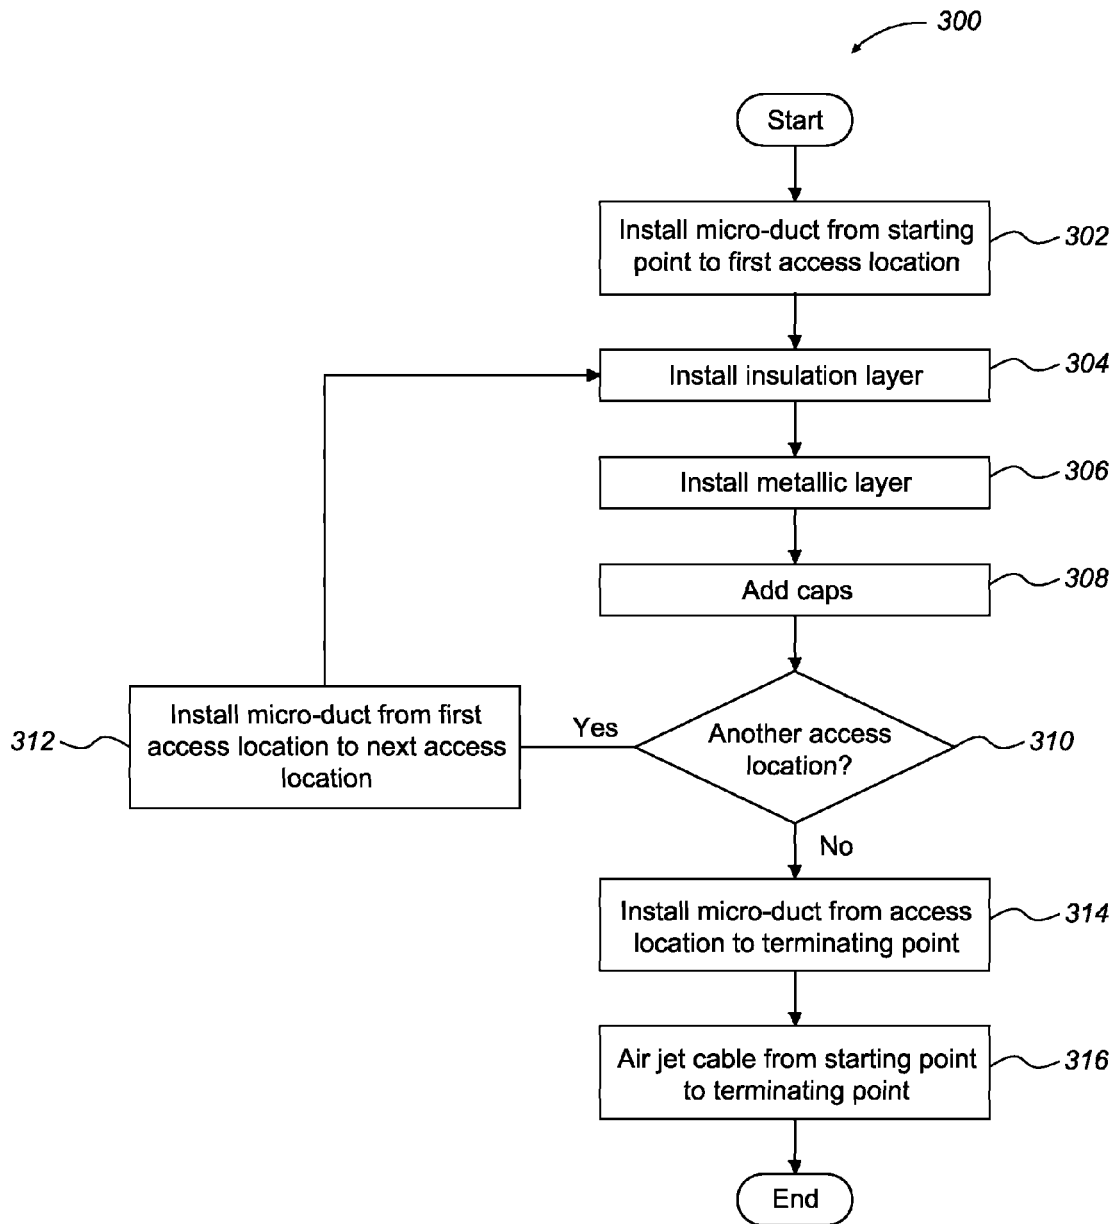 300
Start
Install micro-duct from starting
point to first access location
302
Install insulation layer
304
Install metallic layer
306
Add caps
308
Another access
location?
310
Yes
Install micro-duct from first
access location to next access
location
312
No
Install micro-duct from access
location to terminating point
314
Air jet cable from starting point
to terminating point
316
End